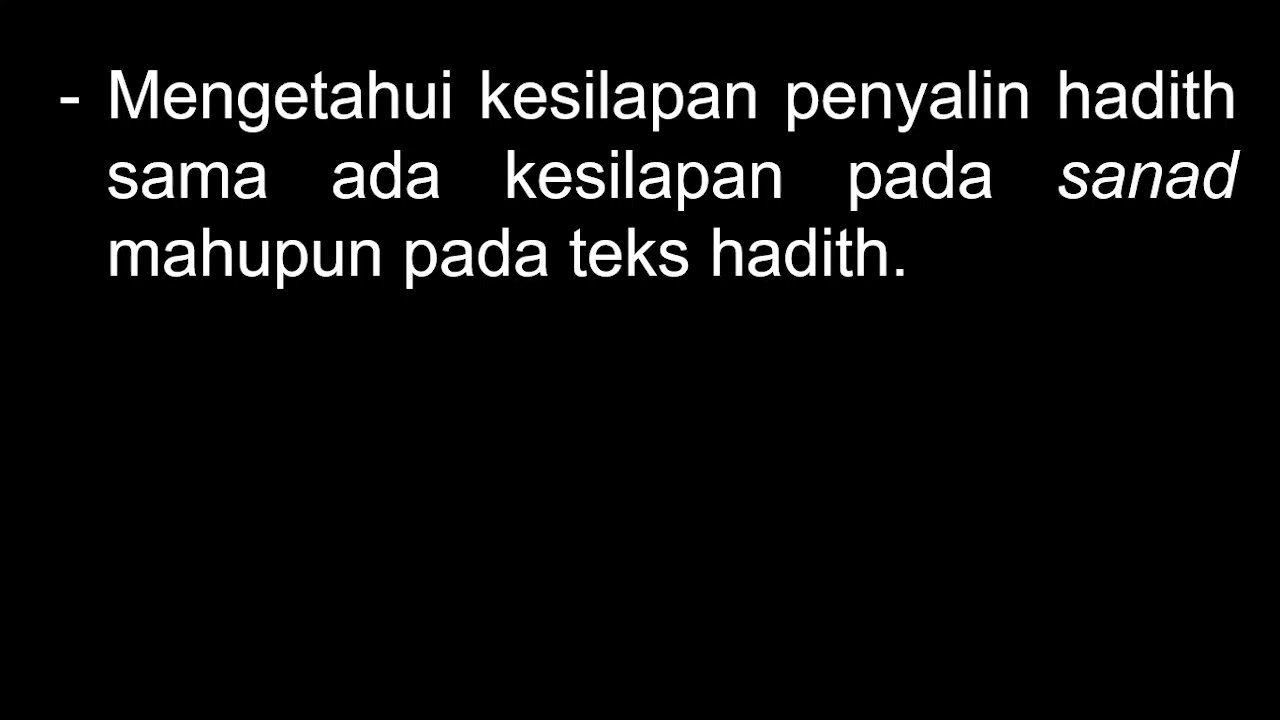 - Mengetahui kesilapan penyalin hadith
sama ada kesilapan pada sanad
mahupun pada teks hadith.